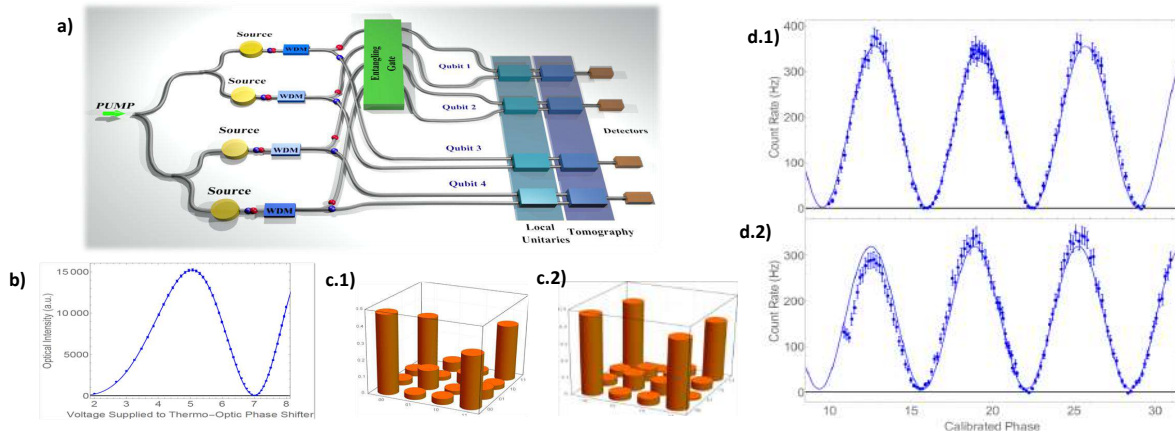 a)
Source
WDM
Source
WDM
PUMP
Source
WDM
Source
WDM
Entangling
Gate
Qubit 1
Qubit 2
Qubit 3
Qubit 4
Detectors
Local
Unitaries
Tomography
b)
15 000
10 000
5000
0
Optical Intensity (a.u.)
2 3 4 5 6 7 8
Voltage Supplied to Thermo-Optic Phase Shifter
c.1)
c.2)
d.1)
400
300
200
100
0
Count Rate (Hz)
d.2)
300
200
100
0
Count Rate (Hz)
10 15 20 25 30
Calibrated Phase